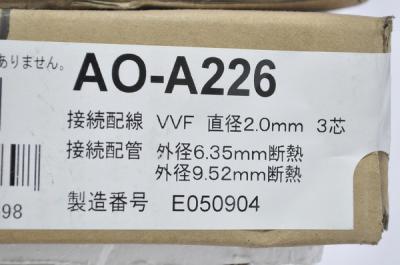 ありません。
AO-A226
接続配線 VVF 直径2.0mm 3芯
接続配管 外径6.35mm断熱
外径9.52mm断熱
98
製造番号 E050904